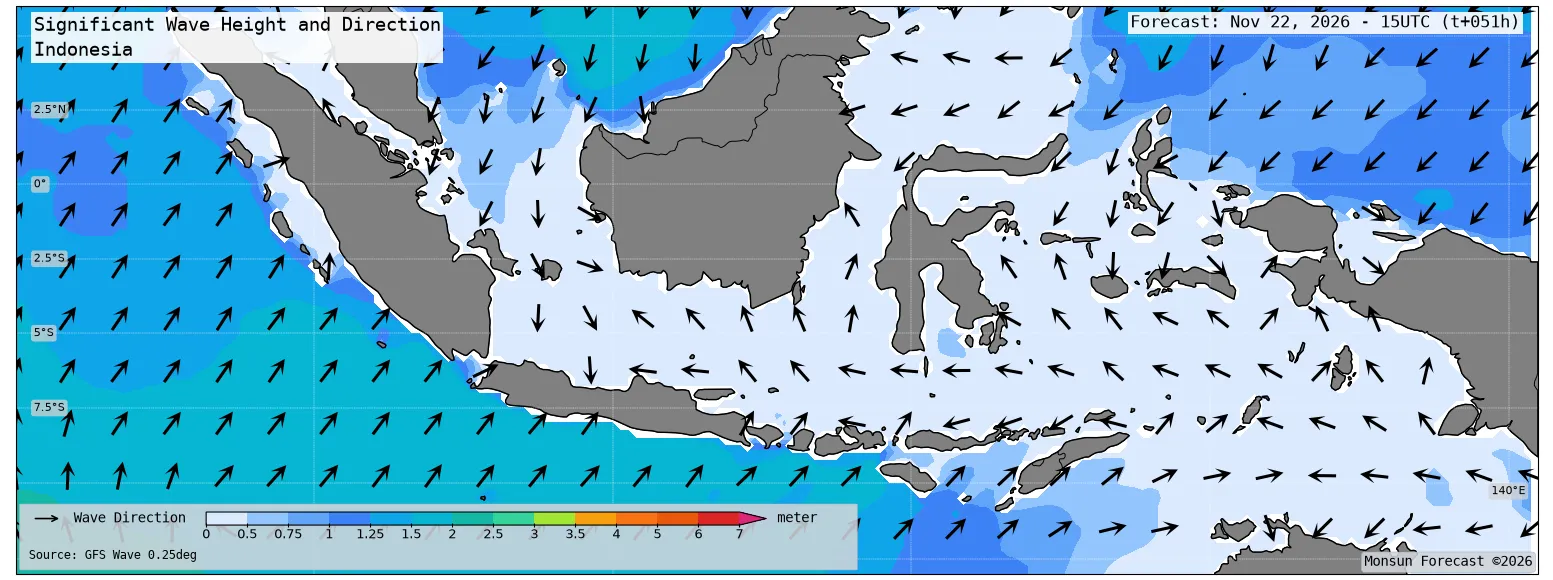 Significant Wave Height and Direction
Indonesia
Forecast: Nov 22, 2026 - 15UTC (t+051h)
2.5°N
0°
2.5°S
5°S
7.5°S
140°E
Wave Direction
0 0.5 0.75 1 1.25 1.5 2 2.5 3 3.5 4 5 6 7
meter
Source: GFS Wave 0.25deg
Monsun Forecast ©2026